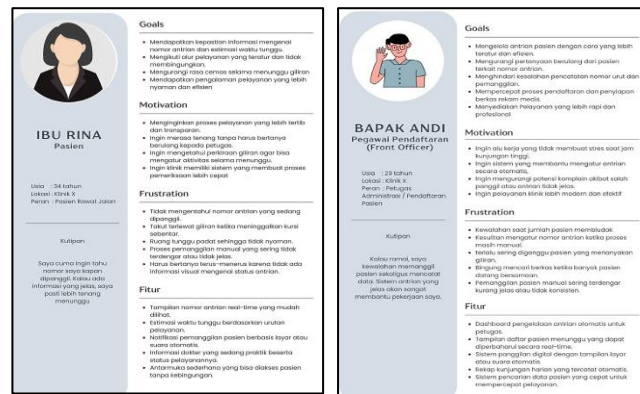 IBU RINA
Pasien
Usia : 34 tahun
Lokasi : Klinik X
Peran : Pasien Rawat Jalan
Kutipan
Saya cuma ingin tahu
nomor saya kapan
dipanggil. Kalau ada
informasi yang jelas, saya
pasti lebih tenang
menunggu
Goals
• Mendapatkan kepastian informasi mengenai
nomor antrian dan estimasi waktu tunggu.
• Mengikuti alur pelayanan yang teratur dan tidak
membingungkan.
• Mengurangi rasa cemas selama menunggu giliran
• Mendapatkan pengalaman pelayanan yang lebih
nyaman dan efisien
Motivation
• Menginginkan proses pelayanan yang lebih tertib
dan transparan.
• Ingin merasa tenang tanpa harus bertanya
berulang kepada petugas.
• Ingin mengetahui perkiraan giliran agar bisa
mengatur aktivitas selama menunggu.
• Ingin klinik memiliki sistem yang membuat proses
pemeriksaan lebih cepat
Frustration
• Tidak mengentahui nomor antrian yang sedang
dipanggil.
• Takut terlewat giliran ketika meninggalkan kursi
sebentar.
• Ruang tunggu padat sehingga tidak nyaman.
• Proses pemanggilan manual yang sering tidak
terdengar atau tidak jelas.
• Harus bertanya terus-menerus karena tidak ada
informasi visual mengenai status antrian.
Fitur
• Tampilan nomor antrian real-time yang mudah
dilihat.
• Estimasi waktu tunggu berdasarkan urutan
pelayanan.
• Notifikasi pemanggilan pasien berbasis layar atau
suara otomatis.
• Informasi dokter yang sedang praktik beserta
status pelayanannya.
• Antarmuka sederhana yang bisa diakses pasien
tanpa kebingungan.
BAPAK ANDI
Pegawai Pendaftaran
(Front Officer)
Usia : 29 tahun
Lokasi : Klinik X
Peran : Petugas
Administrasi / Pendaftaran
Pasien
Kutipan
Kalau ramai, saya
kewalahan memanggil
pasien sekaligus mencatat
data. Sistem antrian yang
jelas akan sangat
membantu pekerjaan saya.
Goals
• Mengelola antrian pasien dengan cara yang lebih
teratur dan efisien.
• Mengurangi pertanyaan berulang dari pasien
terkait nomor antrian.
• Menghindari kesalahan pencatatan nomor urut dan
pemanggilan.
• Mempercepat proses pendaftaran dan penyiapan
berkas rekam medis.
• Menyediakan Pelayanan yang lebih rapi dan
profesional
Motivation
• Ingin alu kerja yang tidak membuat stres saat jam
kunjungan tinggi.
• Ingin sistem yang membantu mengatur antrian
secara otomatis.
• Ingin mengurangi potensi komplain akibat salah
panggil atau antrian tidak jelas.
• Ingin pelayanan klinik lebih modern dan efektif
Frustration
• Kewalahan saat jumlah pasien membludak
• Kesulitan mengatur nomor antrian ketika proses
masih manual.
• terlalu sering diganggu pasien yang menanyakan
giliran.
• Bingung mencari berkas ketika banyak pasien
datang bersamaan.
• Pemanggilan pasien manual sering terdengar
kurang jelas atau tidak konsisten.
Fitur
• Dashboard pengelolaan antrian otomatis untuk
petugas.
• Tampilan daftar pasien menunggu yang dapat
diperbaharui secara real-time.
• Sistem panggilan digital dengan tampilan layar
atau suara otomatis.
• Rekap kunjungan harian yang tercatat otomatis.
• Sistem pencarian data pasien yang cepat untuk
mempercepat pelayanan.